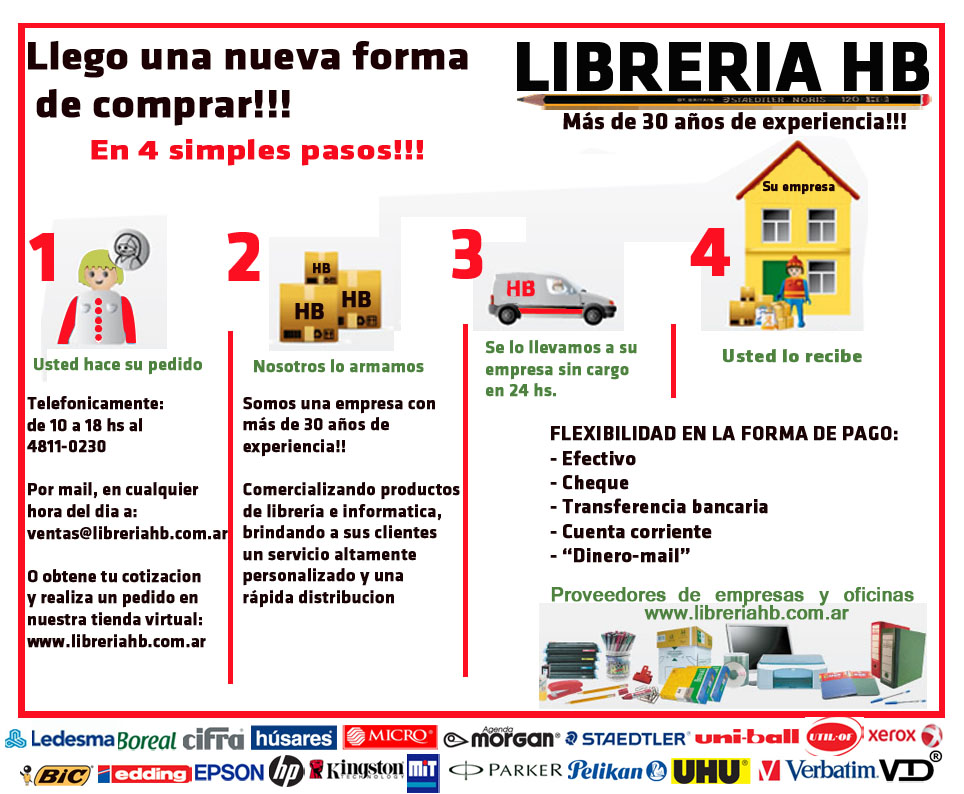 Llego una nueva forma
de comprar!!!
En 4 simples pasos!!!
LIBRERIA HB
STAEDTLER NORIS 120
Más de 30 años de experiencia!!!
Su empresa
1
2
3
4
HB
HB
HB
HB
Usted hace su pedido
Nosotros lo armamos
Se lo llevamos a su
empresa sin cargo
en 24 hs.
Usted lo recibe
Telefonicamente:
de 10 a 18 hs al
4811-0230
Por mail, en cualquier
hora del dia a:
ventas@libreriahb.com.ar
O obtene tu cotizacion
y realiza un pedido en
nuestra tienda virtual:
www.libreriahb.com.ar
Somos una empresa con
más de 30 años de
experiencia!!
Comercializando productos
de librería e informatica,
brindando a sus clientes
un servicio altamente
personalizado y una
rápida distribucion
FLEXIBILIDAD EN LA FORMA DE PAGO:
- Efectivo
- Cheque
- Transferencia bancaria
- Cuenta corriente
- “Dinero-mail”
Proveedores de empresas y oficinas
www.libreriahb.com.ar
Ledesma Boreal cifra húsares MICRO® Agenda morgan® STAEDTLER® uni-ball UTIL-OF xerox
BIC edding EPSON hp Kingston TECHNOLOGY MIT PARKER Pelikan UHU® Verbatim. VD®